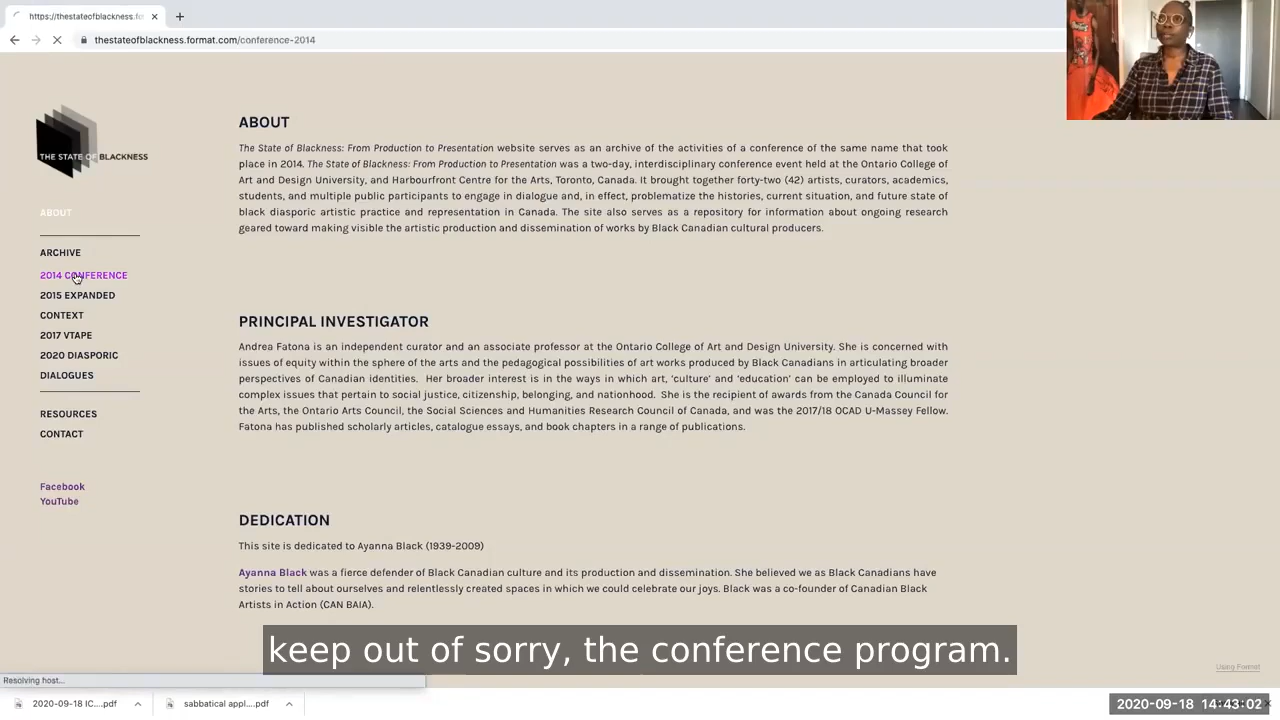 https://thestateofblackness.fo
thestateofblackness.format.com/conference-2014
THE STATE OF BLACKNESS
ABOUT
ARCHIVE
2014 CONFERENCE
2015 EXPANDED
CONTEXT
2017 VTAPE
2020 DIASPORIC
DIALOGUES
RESOURCES
CONTACT
Facebook
YouTube
ABOUT
The State of Blackness: From Production to Presentation website serves as an archive of the activities of a conference of the same name that took
place in 2014. The State of Blackness: From Production to Presentation was a two-day, interdisciplinary conference event held at the Ontario College of
Art and Design University, and Harbourfront Centre for the Arts, Toronto, Canada. It brought together forty-two (42) artists, curators, academics,
students, and multiple public participants to engage in dialogue and, in effect, problematize the histories, current situation, and future state of
black diasporic artistic practice and representation in Canada. The site also serves as a repository for information about ongoing research
geared toward making visible the artistic production and dissemination of works by Black Canadian cultural producers.
PRINCIPAL INVESTIGATOR
Andrea Fatona is an independent curator and an associate professor at the Ontario College of Art and Design University. She is concerned with
issues of equity within the sphere of the arts and the pedagogical possibilities of art works produced by Black Canadians in articulating broader
perspectives of Canadian identities. Her broader interest is in the ways in which art, ‘culture’ and ‘education’ can be employed to illuminate
complex issues that pertain to social justice, citizenship, belonging, and nationhood. She is the recipient of awards from the Canada Council for
the Arts, the Ontario Arts Council, the Social Sciences and Humanities Research Council of Canada, and was the 2017/18 OCAD U-Massey Fellow.
Fatona has published scholarly articles, catalogue essays, and book chapters in a range of publications.
DEDICATION
This site is dedicated to Ayanna Black (1939-2009)
Ayanna Black was a fierce defender of Black Canadian culture and its production and dissemination. She believed we as Black Canadians have
stories to tell about ourselves and relentlessly created spaces in which we could celebrate our joys. Black was a co-founder of Canadian Black
Artists in Action (CAN BAIA).
keep out of sorry, the conference program.
Using Format
Resolving host...
2020-09-18 IC....pdf
sabbatical appl....pdf
2020-09-18 14:43:02